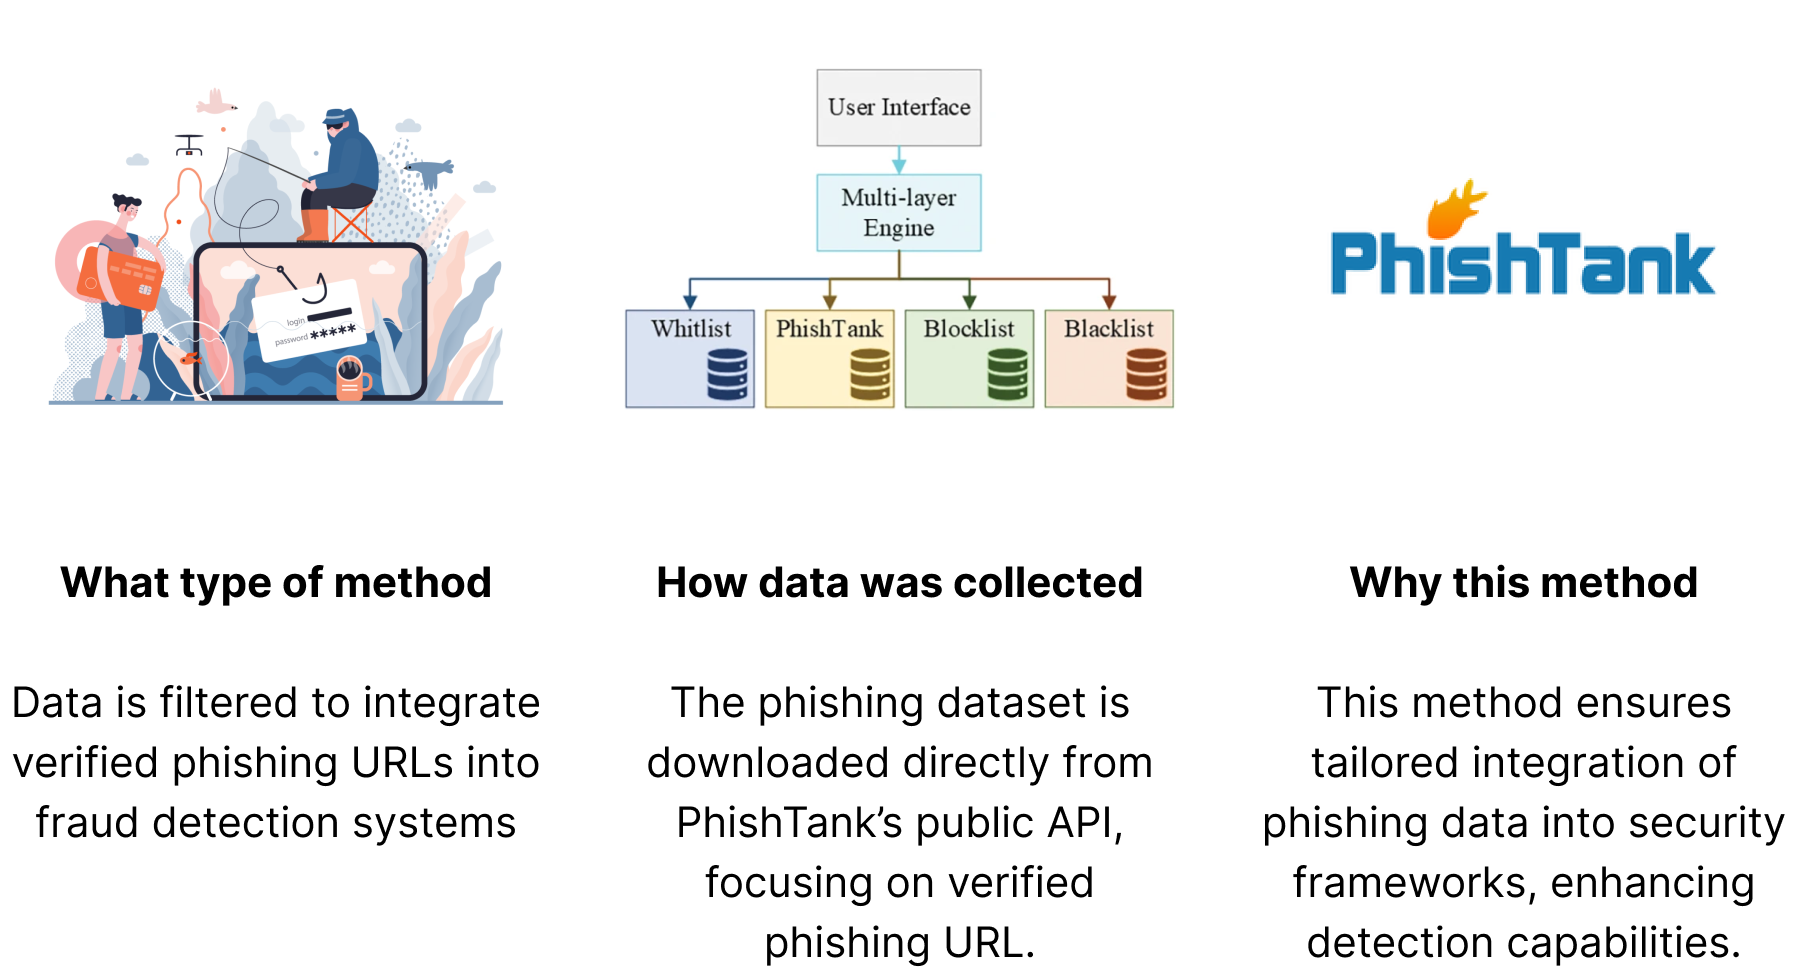 login
password *****
User Interface
Multi-layer
Engine
Whitlist
PhishTank
Blocklist
Blacklist
PhishTank
What type of method
Data is filtered to integrate
verified phishing URLs into
fraud detection systems
How data was collected
The phishing dataset is
downloaded directly from
PhishTank’s public API,
focusing on verified
phishing URL.
Why this method
This method ensures
tailored integration of
phishing data into security
frameworks, enhancing
detection capabilities.